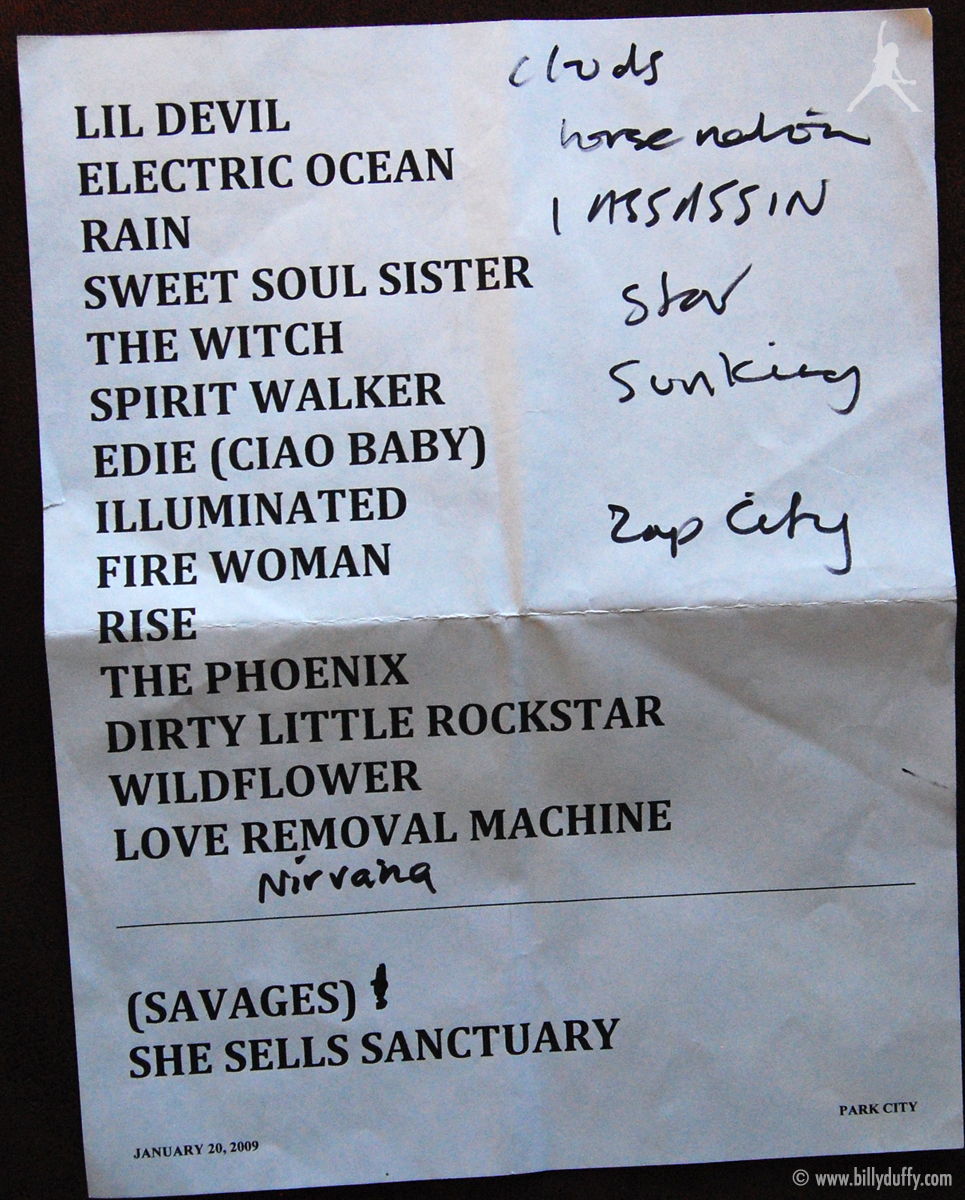 clouds
LIL DEVIL
horse nation
ELECTRIC OCEAN
1 ASSASSIN
RAIN
SWEET SOUL SISTER
Star
THE WITCH
Sun King
SPIRIT WALKER
EDIE (CIAO BABY)
ILLUMINATED
Zap City
FIRE WOMAN
RISE
THE PHOENIX
DIRTY LITTLE ROCKSTAR
WILDFLOWER
LOVE REMOVAL MACHINE
Nirvana
(SAVAGES)
SHE SELLS SANCTUARY
PARK CITY
JANUARY 20, 2009
© www.billyduffy.com